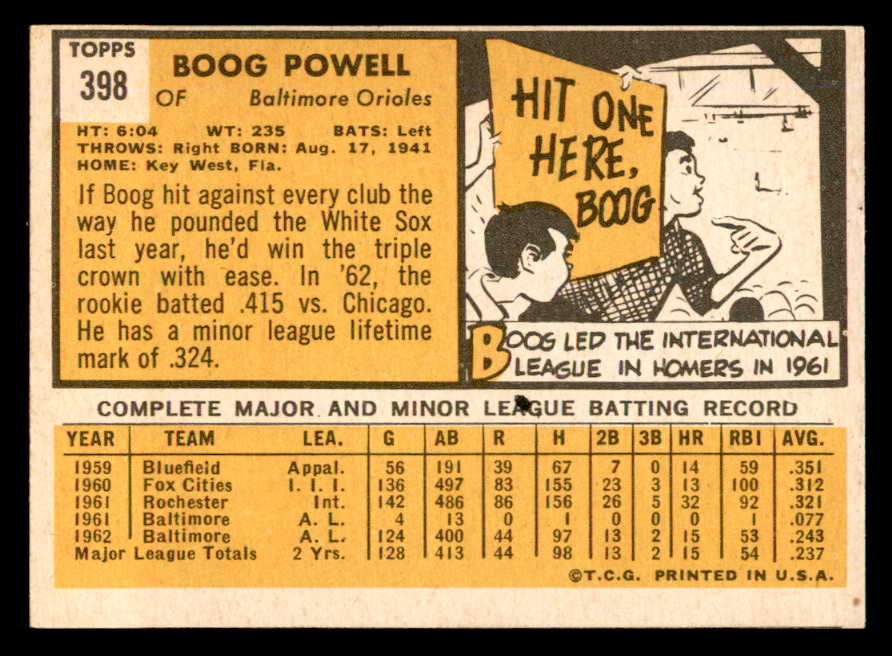 TOPPS
398
BOOG POWELL
OF Baltimore Orioles
HT: 6:04 WT: 235 BATS: Left
THROWS: Right BORN: Aug. 17, 1941
HOME: Key West, Fla.
If Boog hit against every club the
way he pounded the White Sox
last year, he'd win the triple
crown with ease. In '62, the
rookie batted .415 vs. Chicago.
He has a minor league lifetime
mark of .324.
HIT ONE
HERE,
BOOG
BOOG LED THE INTERNATIONAL
LEAGUE IN HOMERS IN 1961
COMPLETE MAJOR AND MINOR LEAGUE BATTING RECORD
YEAR TEAM LEA. G AB R H 2B 3B HR RBI AVG.
1959 Bluefield Appal. 56 191 39 67 7 0 14 59 .351
1960 Fox Cities I. I. I. 136 497 83 155 23 3 13 100 .312
1961 Rochester Int. 142 486 86 156 26 5 32 92 .321
1961 Baltimore A. L. 4 13 0 1 0 0 0 1 .077
1962 Baltimore A. L. 124 400 44 97 13 2 15 53 .243
Major League Totals 2 Yrs. 128 413 44 98 13 2 15 54 .237
©T.C.G. PRINTED IN U.S.A.